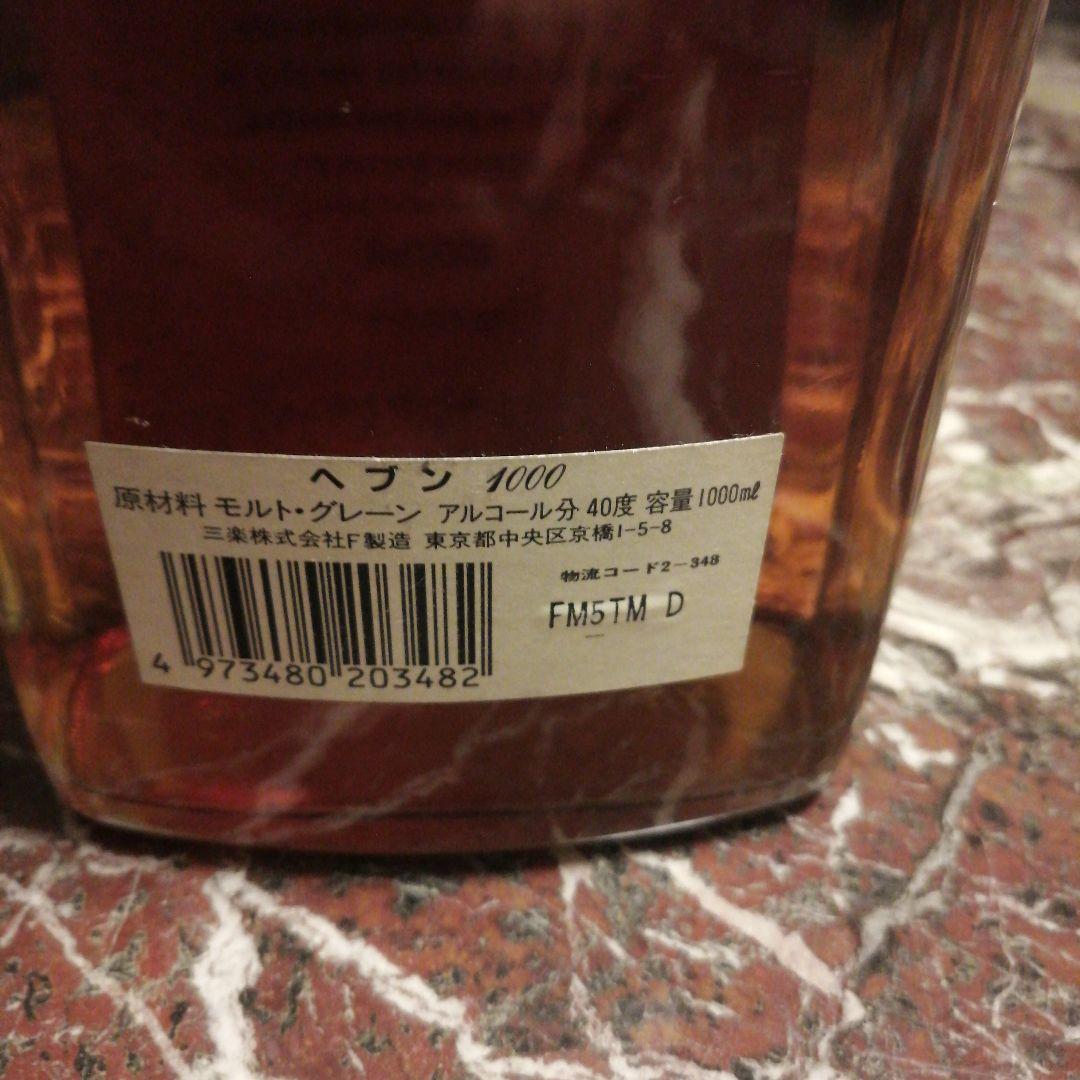 ヘブン 1000
原材料 モルト・グレーン アルコール分 40度 容量1000ml
三楽株式会社F製造 東京都中央区京橋1-5-8
物流コード2-348
FM5TM D
4 973480 203482